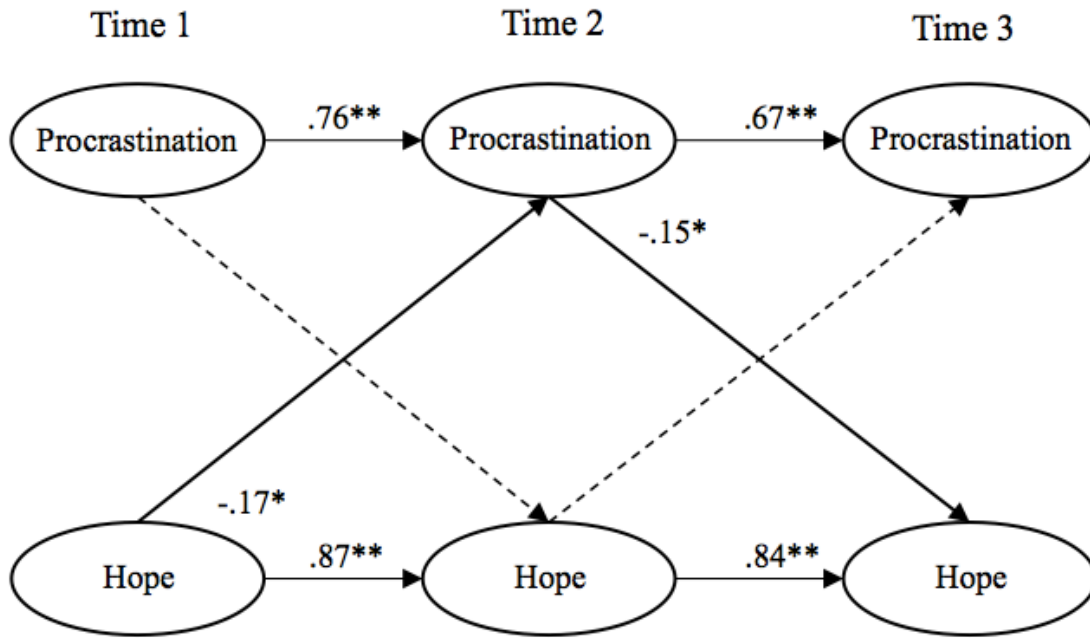 Time 1
Time 2
Time 3
Procrastination
.76**
Procrastination
.67**
Procrastination
-.15*
-.17*
Hope
.87**
Hope
.84**
Hope